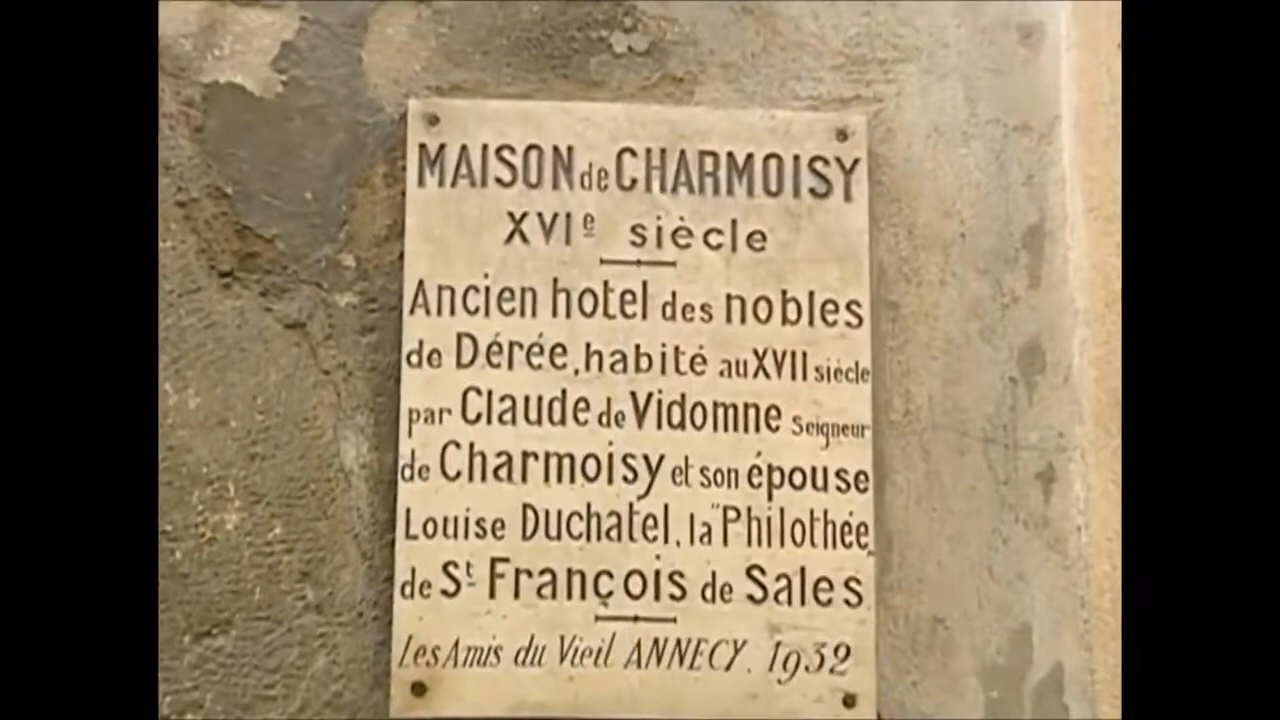 MAISON de CHARMOISY
XVIe siècle
Ancien hotel des nobles
de Dérée, habité au XVII siècle
par Claude de Vidomne Seigneur
de Charmoisy et son épouse
Louise Duchatel, la "Philothée"
de St François de Sales
Les Amis du Vieil ANNECY. 1932